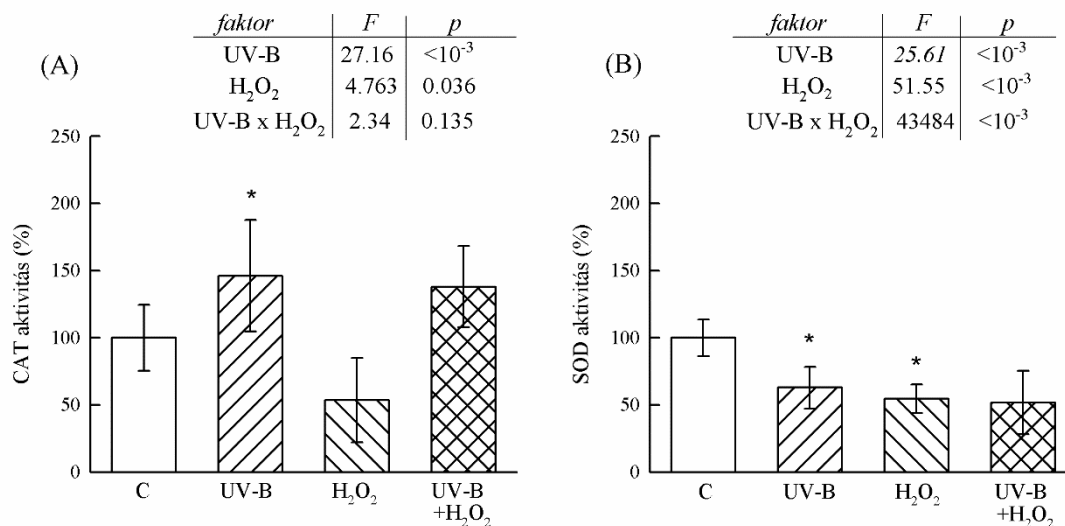 (A)
faktor F p
UV-B 27.16 <10⁻³
H₂O₂ 4.763 0.036
UV-B x H₂O₂ 2.34 0.135
CAT aktivitás (%)
250
200
150
100
50
0
*
C UV-B H₂O₂ UV-B
+H₂O₂
(B)
faktor F p
UV-B 25.61 <10⁻³
H₂O₂ 51.55 <10⁻³
UV-B x H₂O₂ 43484 <10⁻³
SOD aktivitás (%)
250
200
150
100
50
0
* *
C UV-B H₂O₂ UV-B
+H₂O₂